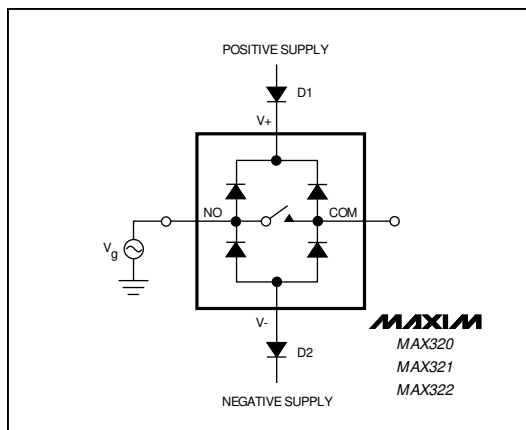 POSITIVE SUPPLY
D1
V+
NO
COM
Vg
V-
MAXIM
MAX320
D2
MAX321
MAX322
NEGATIVE SUPPLY